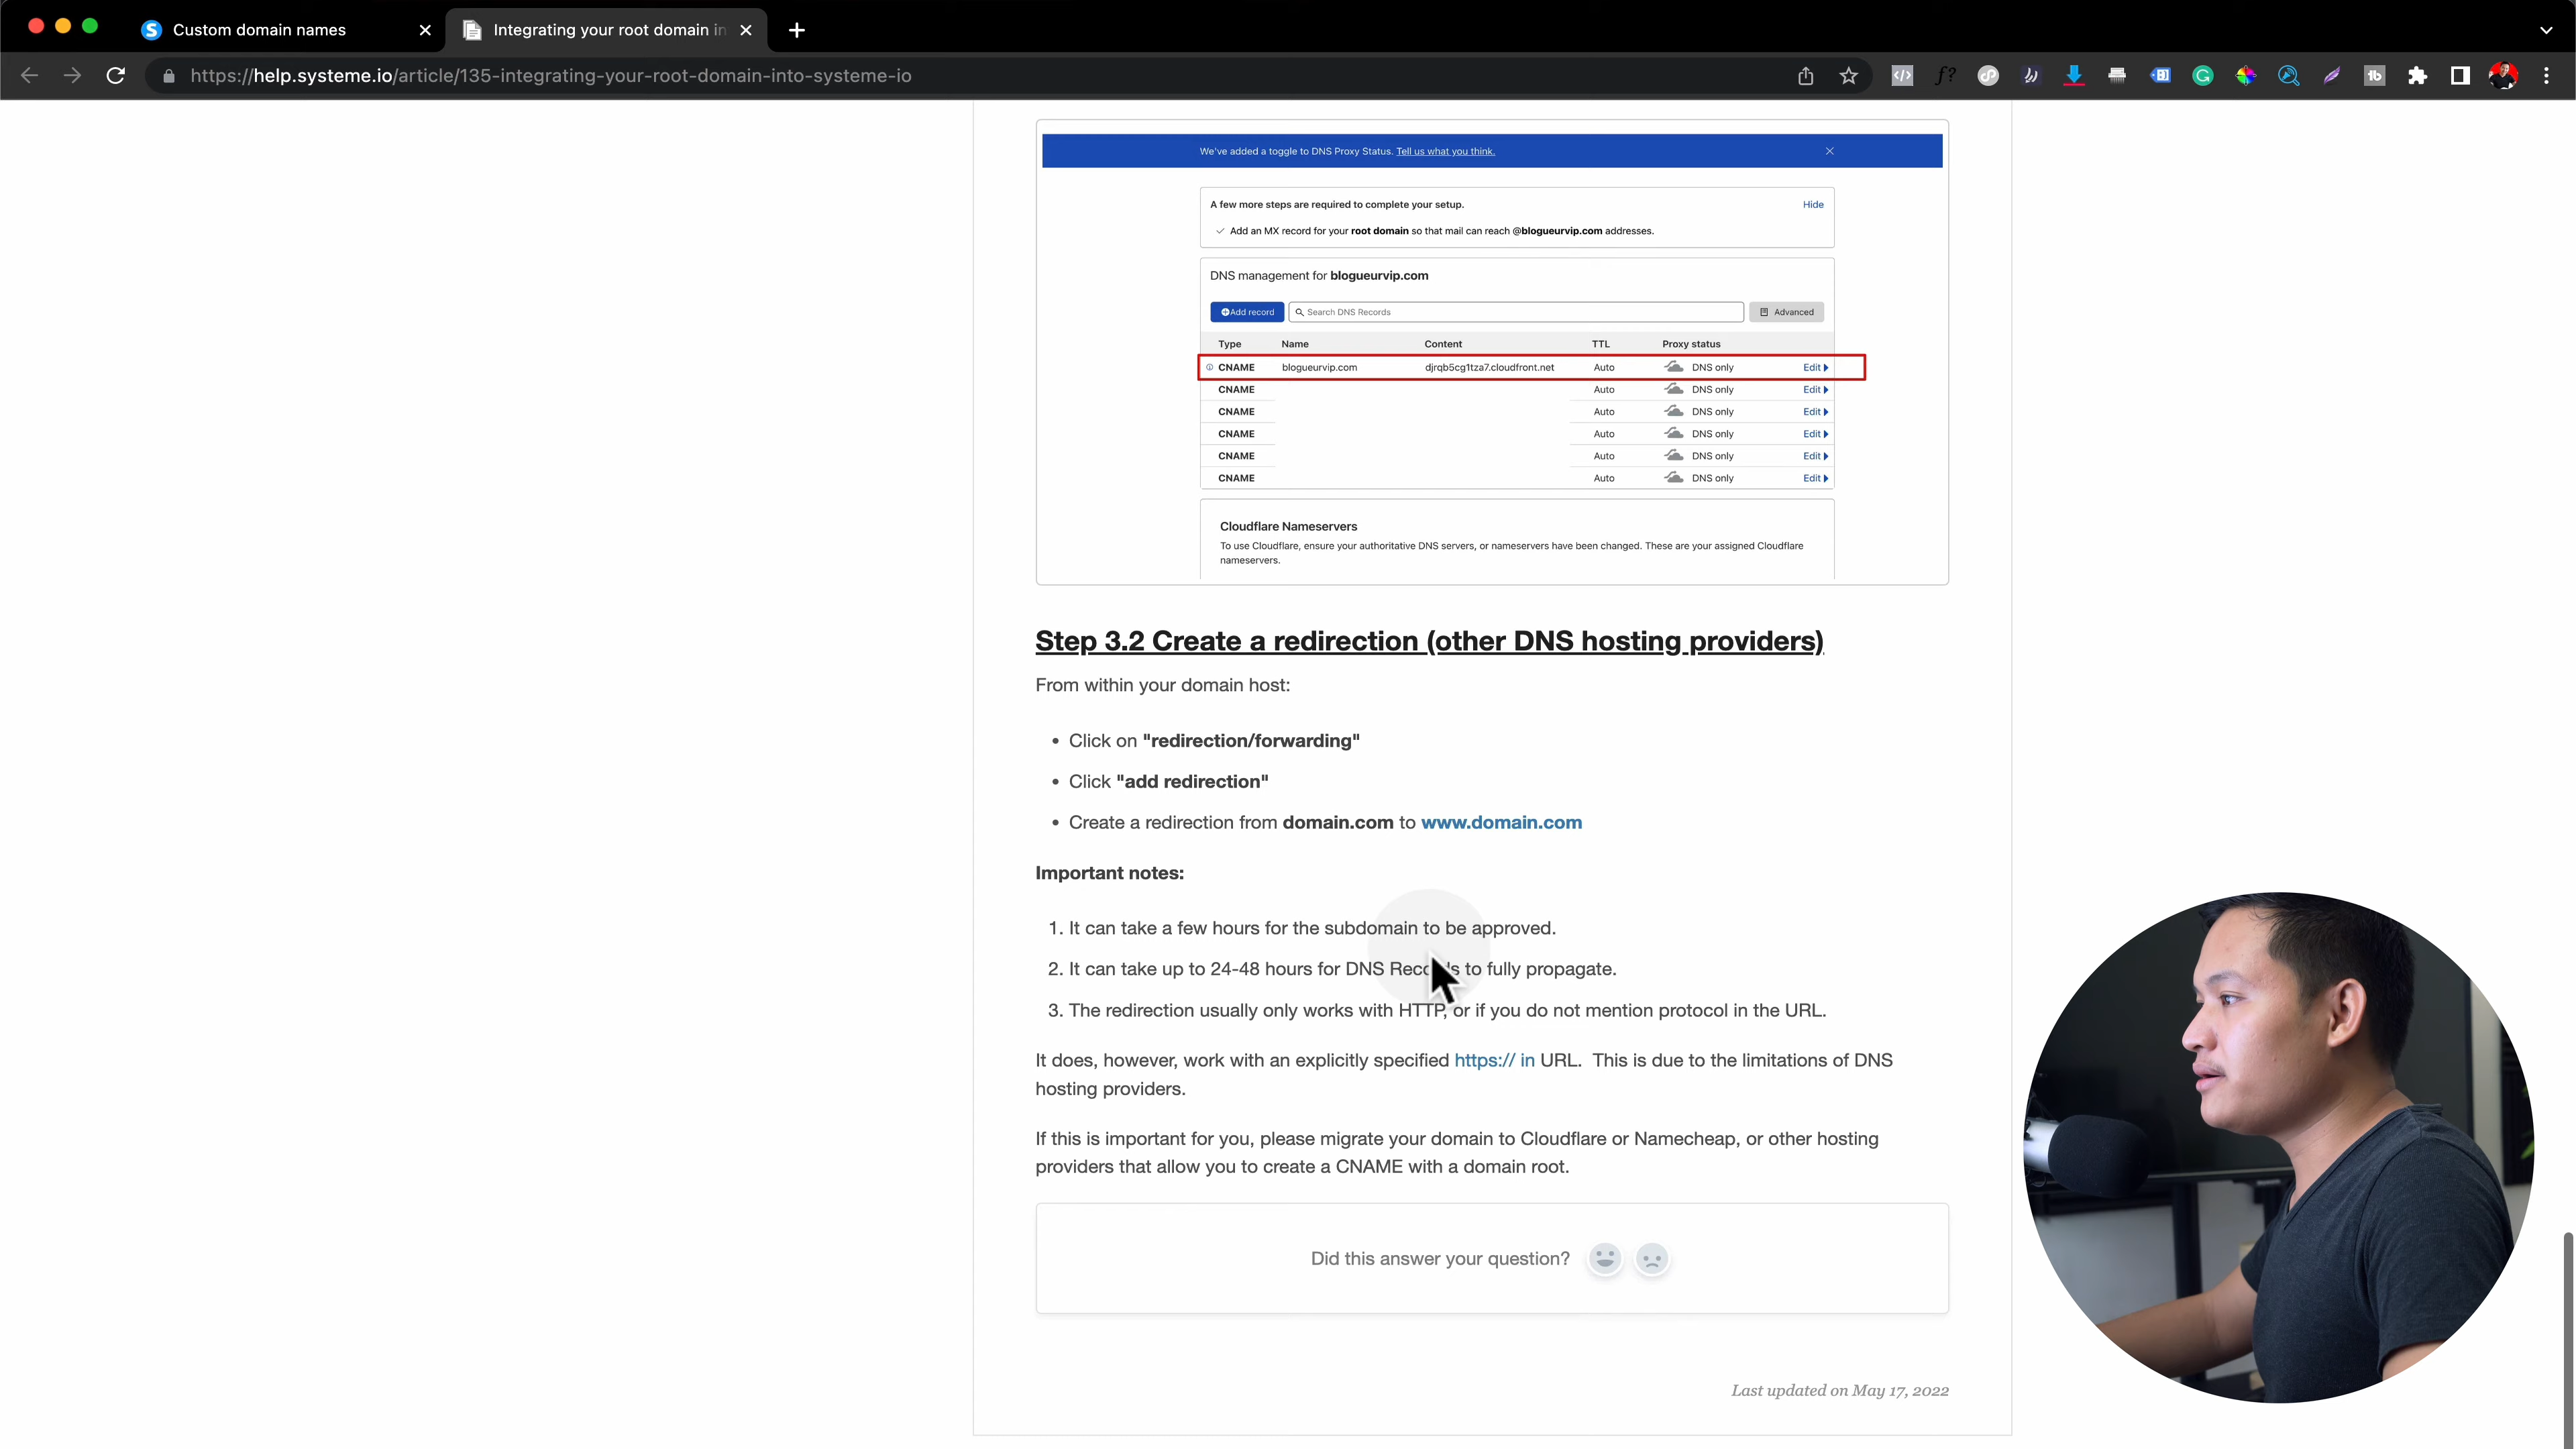 Custom domain names
Integrating your root domain in
https://help.systeme.io/article/135-integrating-your-root-domain-into-systeme-io
We've added a toggle to DNS Proxy Status. Tell us what you think.
A few more steps are required to complete your setup. Hide
Add an MX record for your root domain so that mail can reach @blogueurvip.com addresses.
DNS management for blogueurvip.com
Add record Search DNS Records Advanced
Type Name Content TTL Proxy status
CNAME blogueurvip.com djrqb5cg1tza7.cloudfront.net Auto DNS only Edit
CNAME Auto DNS only Edit
CNAME Auto DNS only Edit
CNAME Auto DNS only Edit
CNAME Auto DNS only Edit
CNAME Auto DNS only Edit
Cloudflare Nameservers
To use Cloudflare, ensure your authoritative DNS servers, or nameservers have been changed. These are your assigned Cloudflare
nameservers.
Step 3.2 Create a redirection (other DNS hosting providers)
From within your domain host:
• Click on "redirection/forwarding"
• Click "add redirection"
• Create a redirection from domain.com to www.domain.com
Important notes:
1. It can take a few hours for the subdomain to be approved.
2. It can take up to 24-48 hours for DNS Records to fully propagate.
3. The redirection usually only works with HTTP, or if you do not mention protocol in the URL.
It does, however, work with an explicitly specified https:// in URL. This is due to the limitations of DNS
hosting providers.
If this is important for you, please migrate your domain to Cloudflare or Namecheap, or other hosting
providers that allow you to create a CNAME with a domain root.
Did this answer your question?
Last updated on May 17, 2022